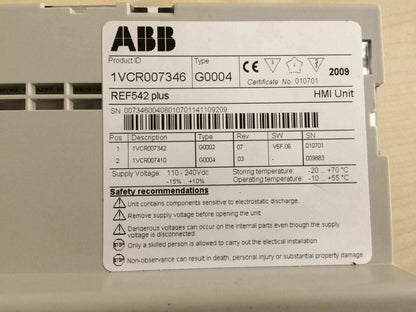 ABB
Product ID Type
1VCR007346 G0004
CE 2009
Certificate No: 010701
REF542 plus HMI Unit
SN 00734600408010701141109209
Pos Description Type Rev SW SN
1 1VCR007342 G0002 07 V6F.06 010701
2 1VCR007410 G0004 03 - 009883
Supply Voltage: 110 - 240Vdc Storing temperature: -20 ... +70 °C
-15% +10% Operating temperature: -10 ... +55 °C
Safety recommendations
Unit contains components sensitive to electrostatic discharge.
Remove supply voltage before opening the unit.
Dangerous voltages can occur on the internal parts even though the supply
voltage is disconnected.
STOP Only a skilled person is allowed to carry out the electical installation
STOP Non-observance can result in death, personal injury or substantial property damage.